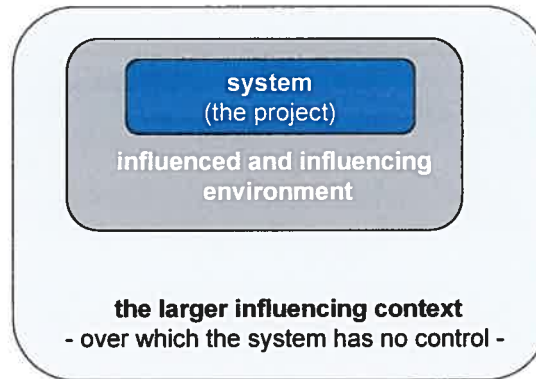 system
(the project)
influenced and influencing
environment
the larger influencing context
- over which the system has no control -